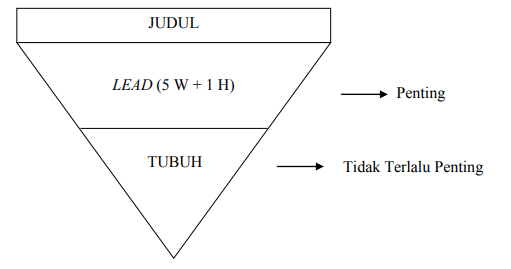 JUDUL
LEAD (5 W + 1 H)
Penting
TUBUH
Tidak Terlalu Penting